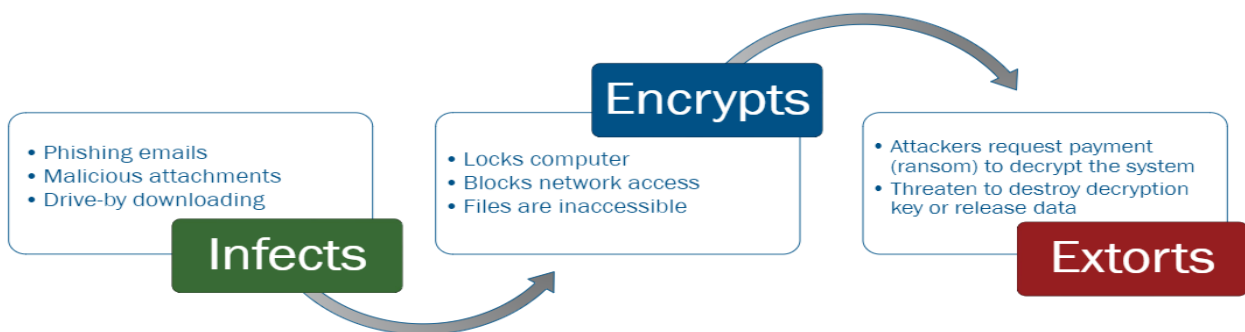 • Phishing emails
• Malicious attachments
• Drive-by downloading
Infects
Encrypts
• Locks computer
• Blocks network access
• Files are inaccessible
• Attackers request payment
(ransom) to decrypt the system
• Threaten to destroy decryption
key or release data
Extorts